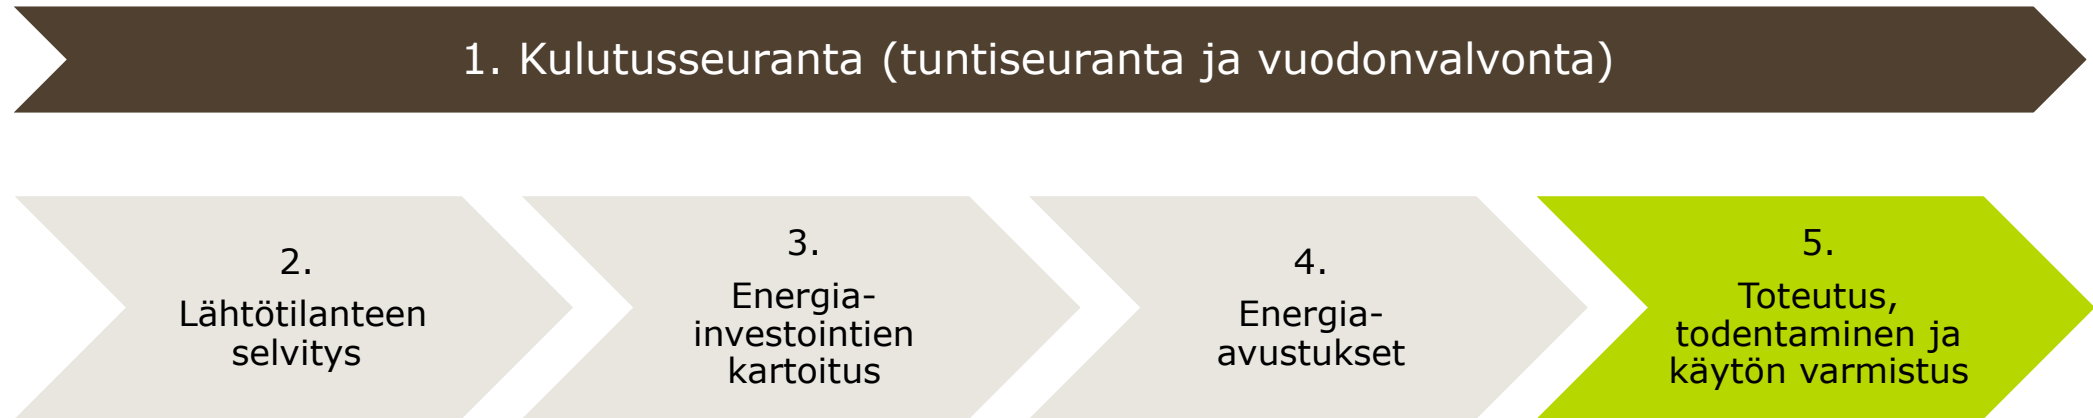 1. Kulutusseuranta (tuntiseuranta ja vuodonvalvonta)
2.
Lähtötilanteen
selvitys
3.
Energia-
investointien
kartoitus
4.
Energia-
avustukset
5.
Toteutus,
todentaminen ja
käytön varmistus